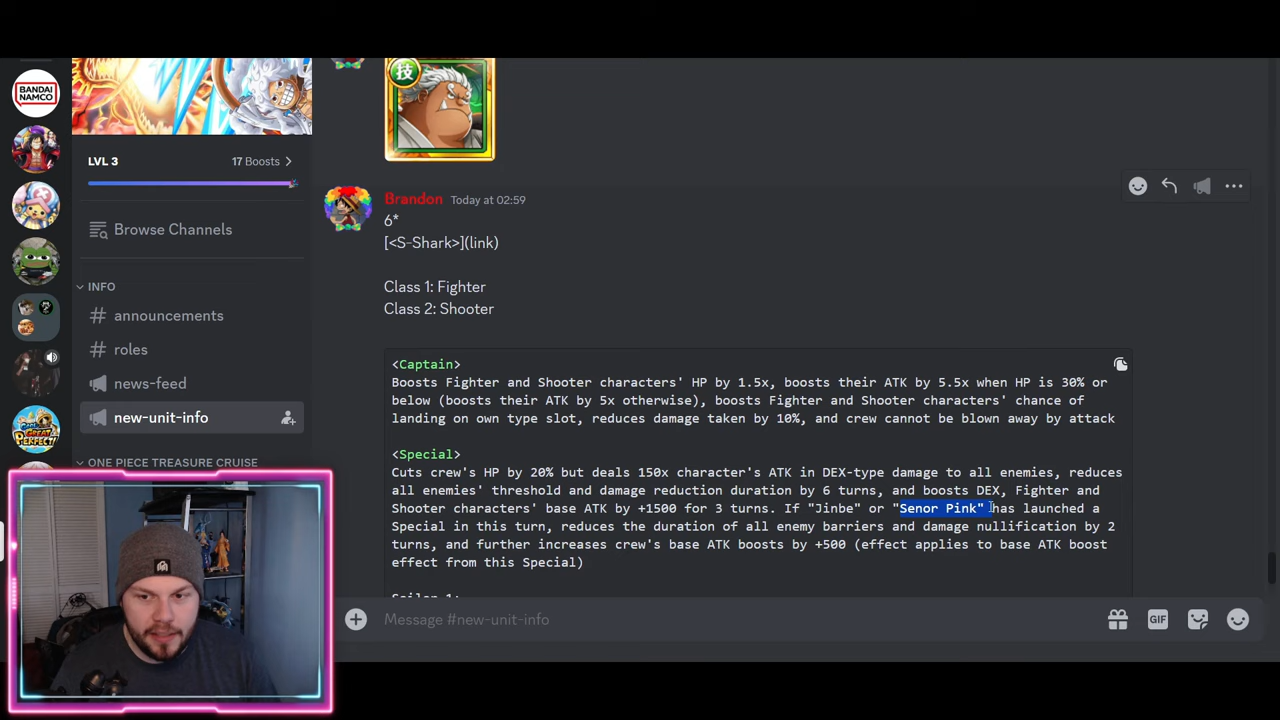 BANDAI
NAMCO
技
LVL 3
17 Boosts
Browse Channels
INFO
announcements
roles
news-feed
new-unit-info
ONE PIECE TREASURE CRUISE
Brandon Today at 02:59
6*
[<S-Shark>](link)
Class 1: Fighter
Class 2: Shooter
<Captain>
Boosts Fighter and Shooter characters' HP by 1.5x, boosts their ATK by 5.5x when HP is 30% or
below (boosts their ATK by 5x otherwise), boosts Fighter and Shooter characters' chance of
landing on own type slot, reduces damage taken by 10%, and crew cannot be blown away by attack
<Special>
Cuts crew's HP by 20% but deals 150x character's ATK in DEX-type damage to all enemies, reduces
all enemies' threshold and damage reduction duration by 6 turns, and boosts DEX, Fighter and
Shooter characters' base ATK by +1500 for 3 turns. If "Jinbe" or "Senor Pink" has launched a
Special in this turn, reduces the duration of all enemy barriers and damage nullification by 2
turns, and further increases crew's base ATK boosts by +500 (effect applies to base ATK boost
effect from this Special)
Message #new-unit-info
GIF